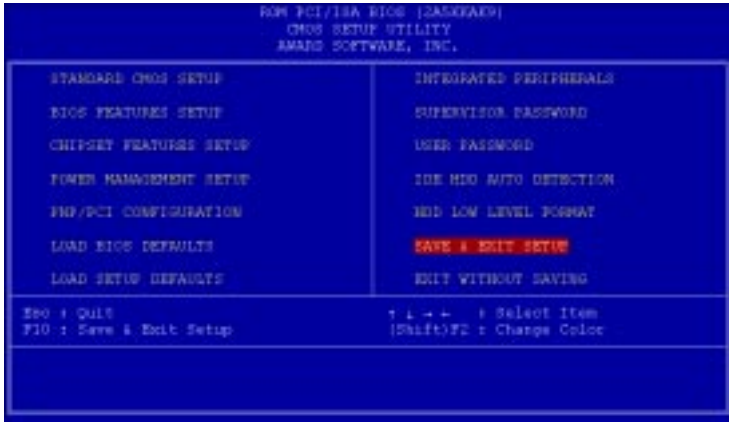 ROM PCI/ISA BIOS
CMOS SETUP UTILITY
AWARD SOFTWARE, INC.
STANDARD CMOS SETUP
BIOS FEATURES SETUP
CHIPSET FEATURES SETUP
POWER MANAGEMENT SETUP
PNP/PCI CONFIGURATION
LOAD BIOS DEFAULTS
LOAD SETUP DEFAULTS
INTEGRATED PERIPHERALS
SUPERVISOR PASSWORD
USER PASSWORD
IDE HDD AUTO DETECTION
HDD LOW LEVEL FORMAT
SAVE & EXIT SETUP
EXIT WITHOUT SAVING
Esc : Quit
F10 : Save & Exit Setup
↑ ↓ → ← : Select Item
(Shift)F2 : Change Color